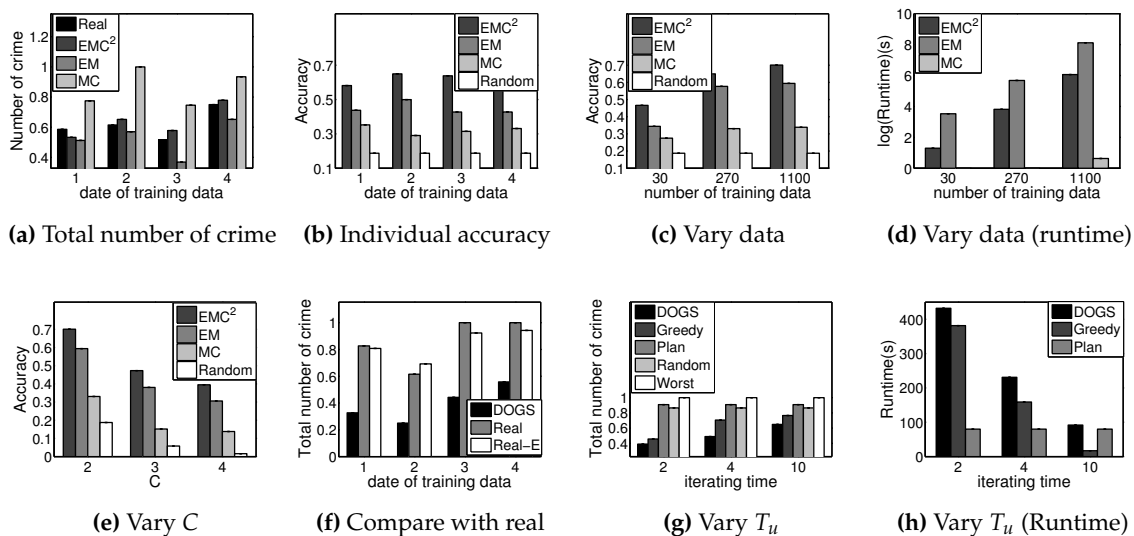 Number of crime
1.2
1
0.8
0.6
0.4
Real
EMC²
EM
MC
1 2 3 4
date of training data
(a) Total number of crime
Accuracy
0.7
0.5
0.3
0.1
EMC²
EM
MC
Random
1 2 3 4
date of training data
(b) Individual accuracy
Accuracy
0.7
0.6
0.5
0.4
0.3
0.2
0.1
EMC²
EM
MC
Random
30 270 1100
number of training data
(c) Vary data
log(Runtime)(s)
10
8
6
4
2
0
EMC²
EM
MC
30 270 1100
number of training data
(d) Vary data (runtime)
Accuracy
0.7
0.6
0.5
0.4
0.3
0.2
0.1
0
EMC²
EM
MC
Random
2 3 4
C
(e) Vary C
Total number of crime
1
0.8
0.6
0.4
0.2
0
DOGS
Real
Real-E
1 2 3 4
date of training data
(f) Compare with real
Total number of crime
1
0.8
0.6
0.4
DOGS
Greedy
Plan
Random
Worst
2 4 10
iterating time
(g) Vary Tᵤ
Runtime(s)
400
300
200
100
0
DOGS
Greedy
Plan
2 4 10
iterating time
(h) Vary Tᵤ (Runtime)